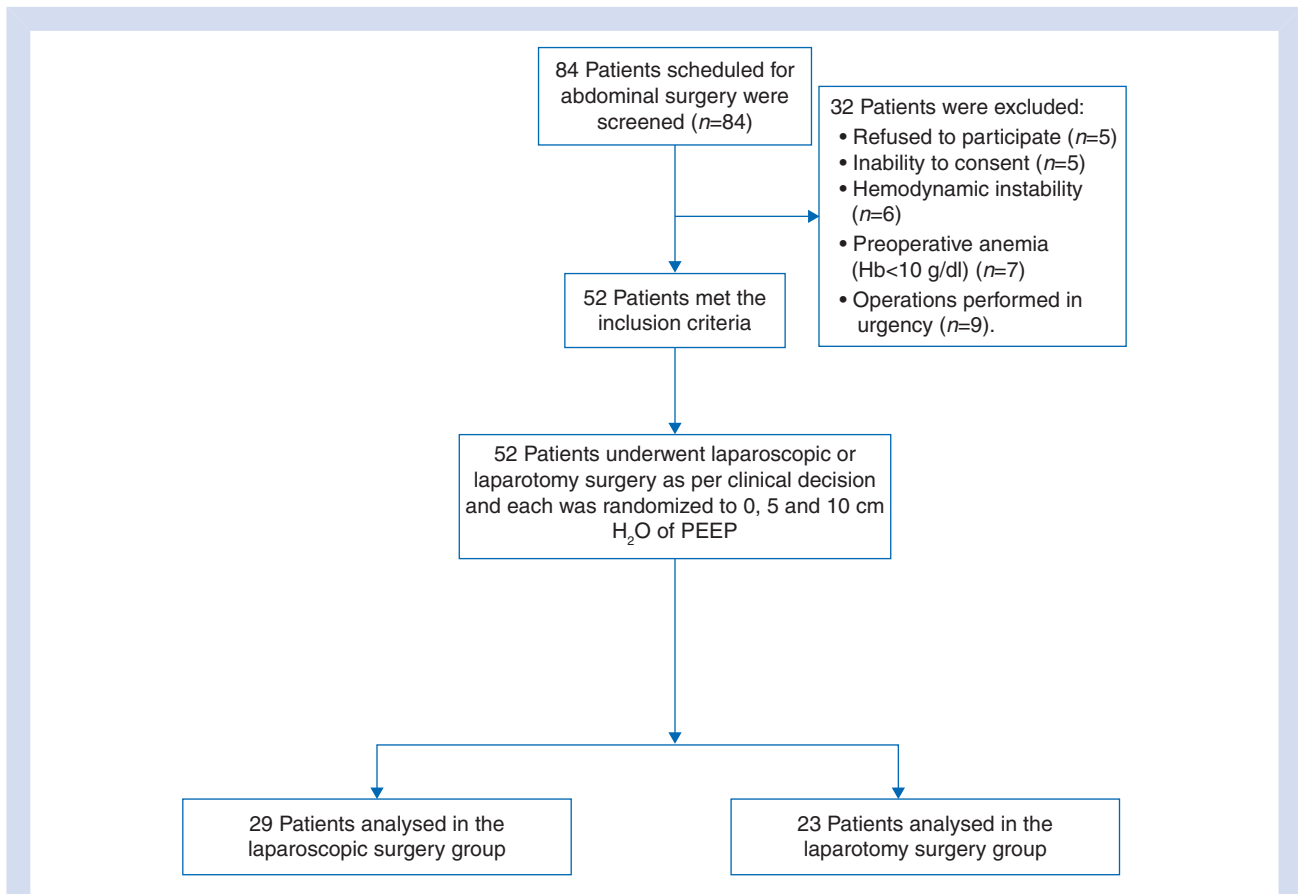 84 Patients scheduled for
abdominal surgery were
screened (n=84)
32 Patients were excluded:
• Refused to participate (n=5)
• Inability to consent (n=5)
• Hemodynamic instability
(n=6)
• Preoperative anemia
(Hb<10 g/dl) (n=7)
• Operations performed in
urgency (n=9).
52 Patients met the
inclusion criteria
52 Patients underwent laparoscopic or
laparotomy surgery as per clinical decision
and each was randomized to 0, 5 and 10 cm
H₂O of PEEP
29 Patients analysed in the
laparoscopic surgery group
23 Patients analysed in the
laparotomy surgery group